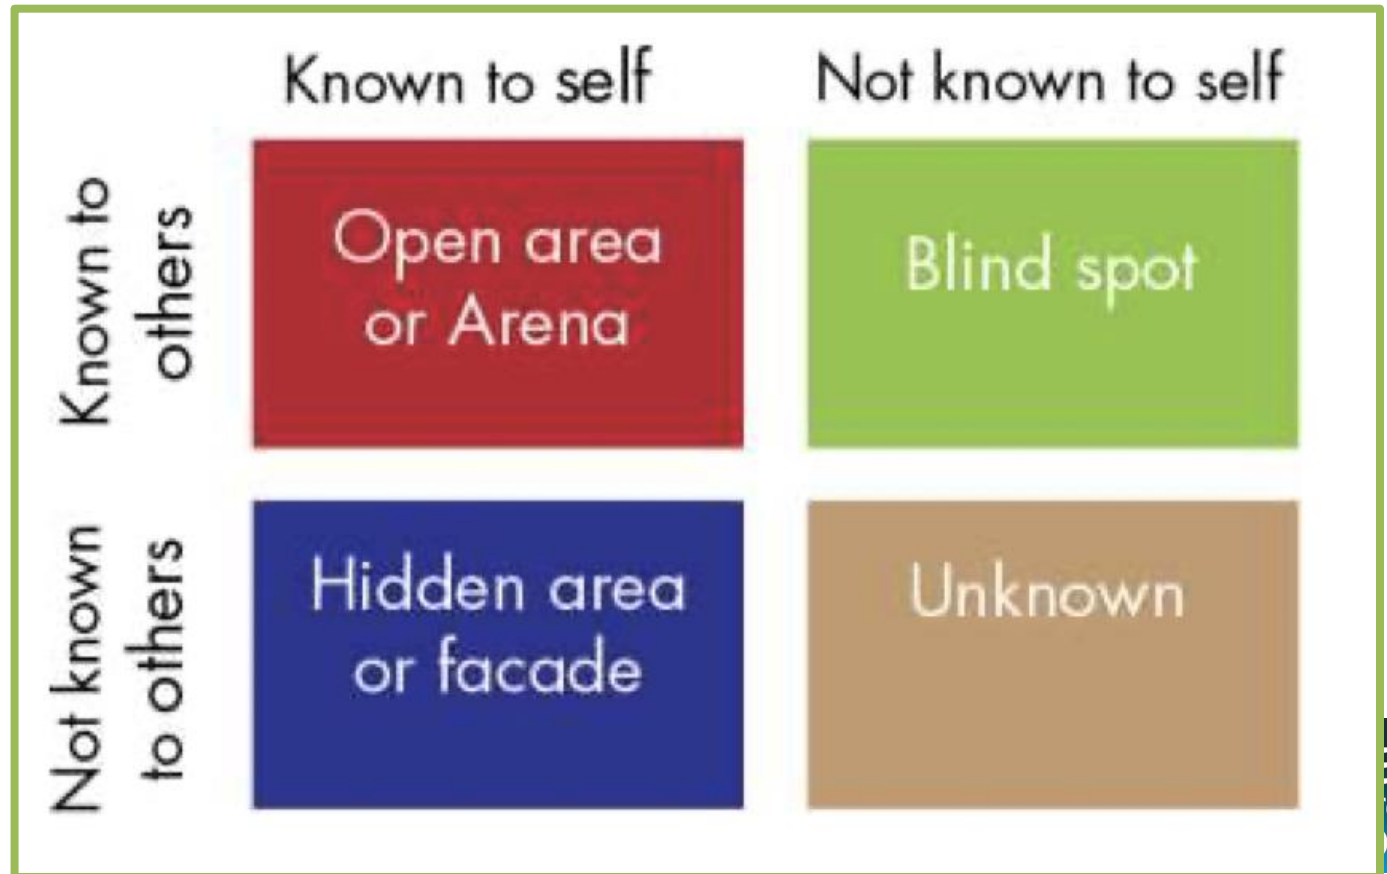 Known to self
Not known to self
Known to
others
Open area
or Arena
Blind spot
Not known
to others
Hidden area
or facade
Unknown